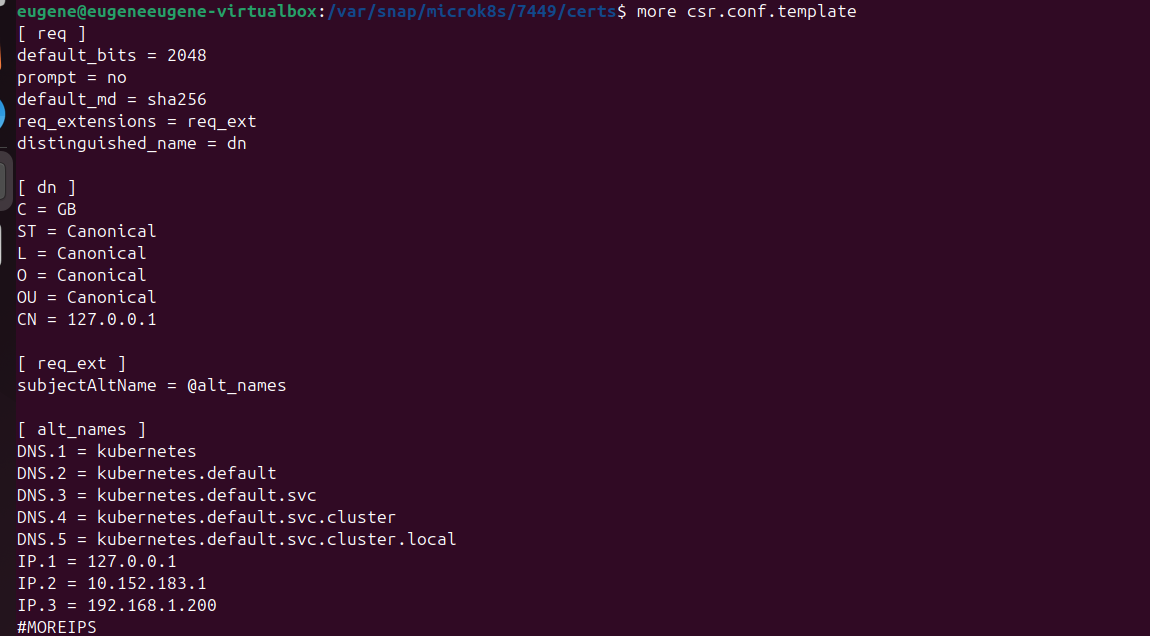 eugene@eugeneeugene-virtualbox:/var/snap/microk8s/7449/certs$ more csr.conf.template
[ req ]
default_bits = 2048
prompt = no
default_md = sha256
req_extensions = req_ext
distinguished_name = dn

[ dn ]
C = GB
ST = Canonical
L = Canonical
O = Canonical
OU = Canonical
CN = 127.0.0.1

[ req_ext ]
subjectAltName = @alt_names

[ alt_names ]
DNS.1 = kubernetes
DNS.2 = kubernetes.default
DNS.3 = kubernetes.default.svc
DNS.4 = kubernetes.default.svc.cluster
DNS.5 = kubernetes.default.svc.cluster.local
IP.1 = 127.0.0.1
IP.2 = 10.152.183.1
IP.3 = 192.168.1.200
#MOREIPS